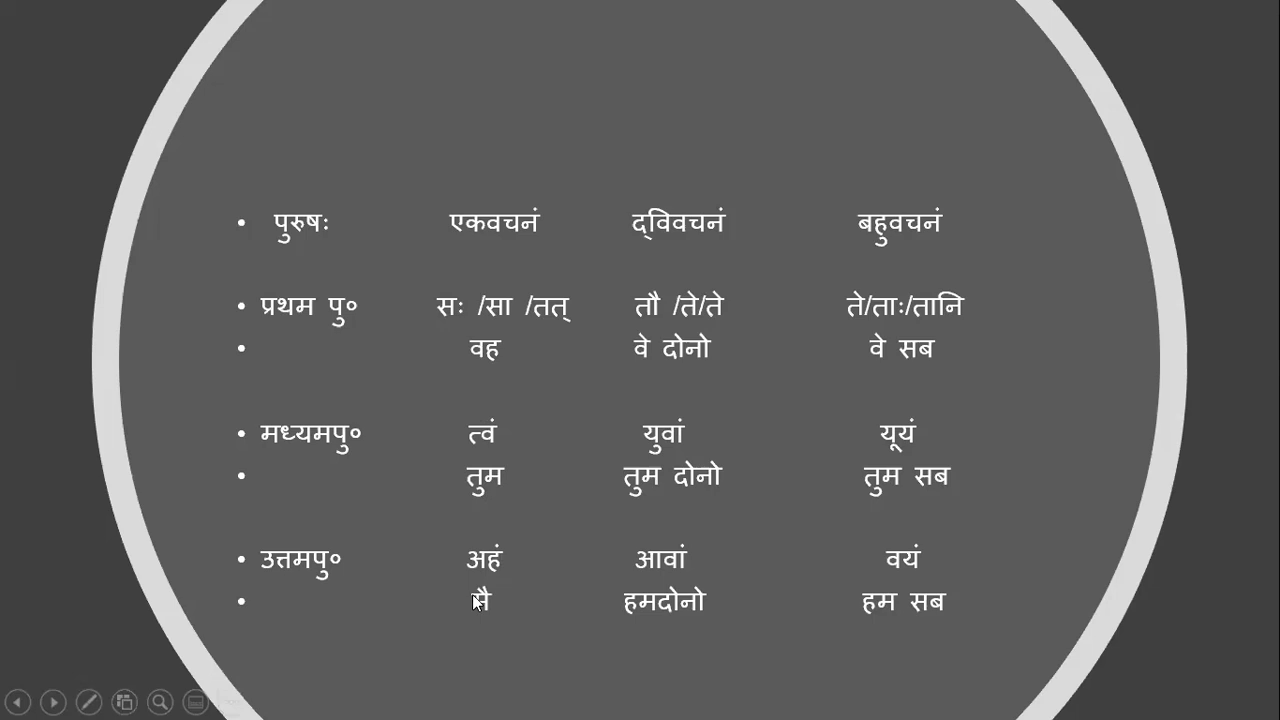 पुरुषः एकवचनं द्विवचनं बहुवचनं
प्रथम पु० सः /सा /तत् तौ /ते/ते ते/ताः/तानि
वह वे दोनो वे सब
मध्यमपु० त्वं युवां यूयं
तुम तुम दोनो तुम सब
उत्तमपु० अहं आवां वयं
हमदोनो हम सब